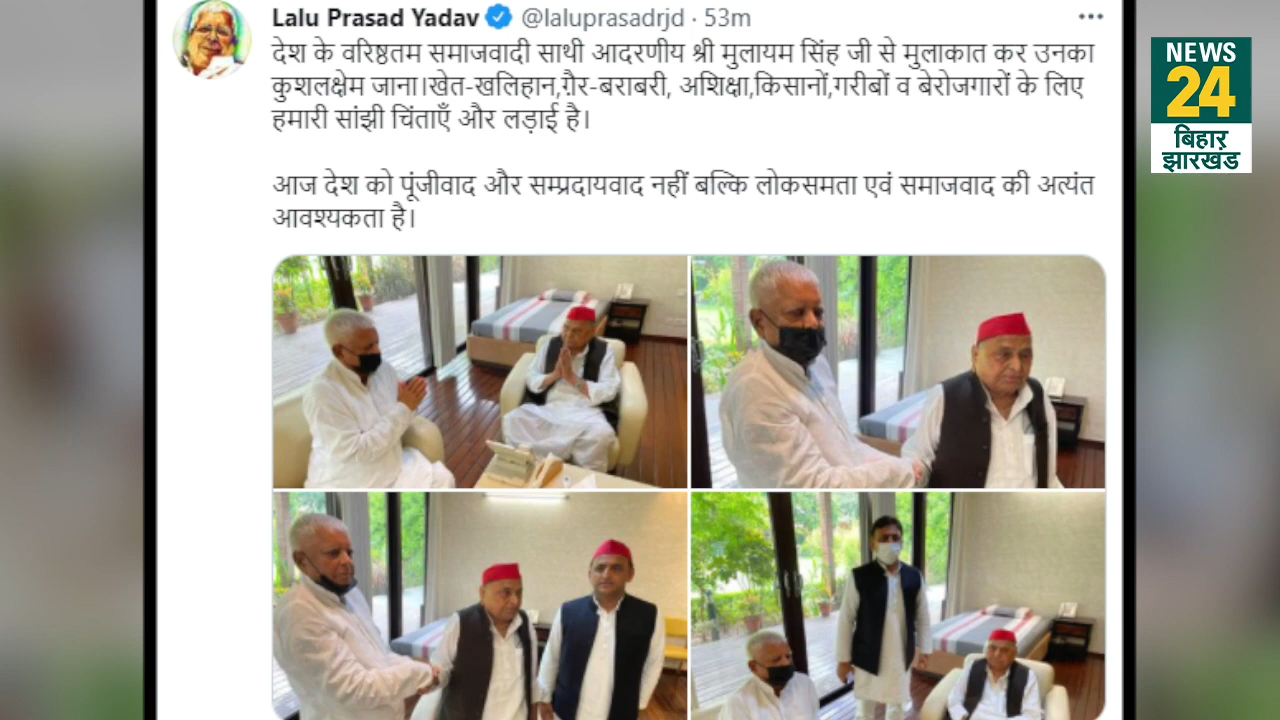 Lalu Prasad Yadav @laluprasadrjd · 53m
देश के वरिष्ठतम समाजवादी साथी आदरणीय श्री मुलायम सिंह जी से मुलाकात कर उनका
कुशलक्षेम जाना।खेत-खलिहान,ग़ैर-बराबरी, अशिक्षा,किसानों,गरीबों व बेरोजगारों के लिए
हमारी सांझी चिंताएँ और लड़ाई है।
आज देश को पूंजीवाद और सम्प्रदायवाद नहीं बल्कि लोकसमता एवं समाजवाद की अत्यंत
आवश्यकता है।
NEWS
24
बिहार
झारखंड